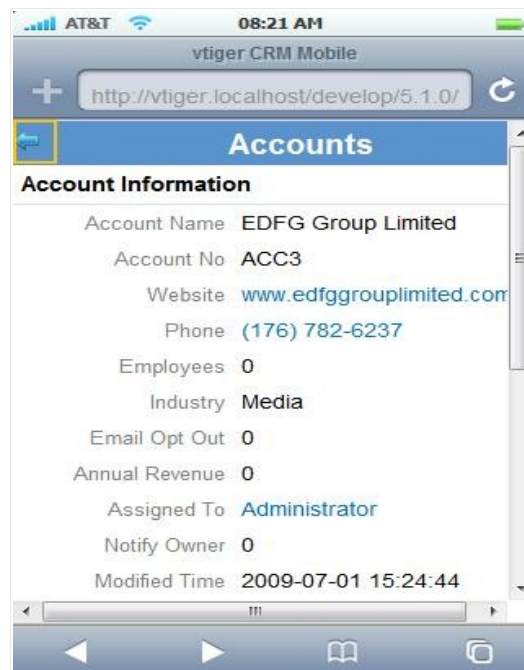 AT&T 08:21 AM
vtiger CRM Mobile
http://vtiger.localhost/develop/5.1.0/
Accounts
Account Information
Account Name EDFG Group Limited
Account No ACC3
Website www.edfggrouplimited.com
Phone (176) 782-6237
Employees 0
Industry Media
Email Opt Out 0
Annual Revenue 0
Assigned To Administrator
Notify Owner 0
Modified Time 2009-07-01 15:24:44